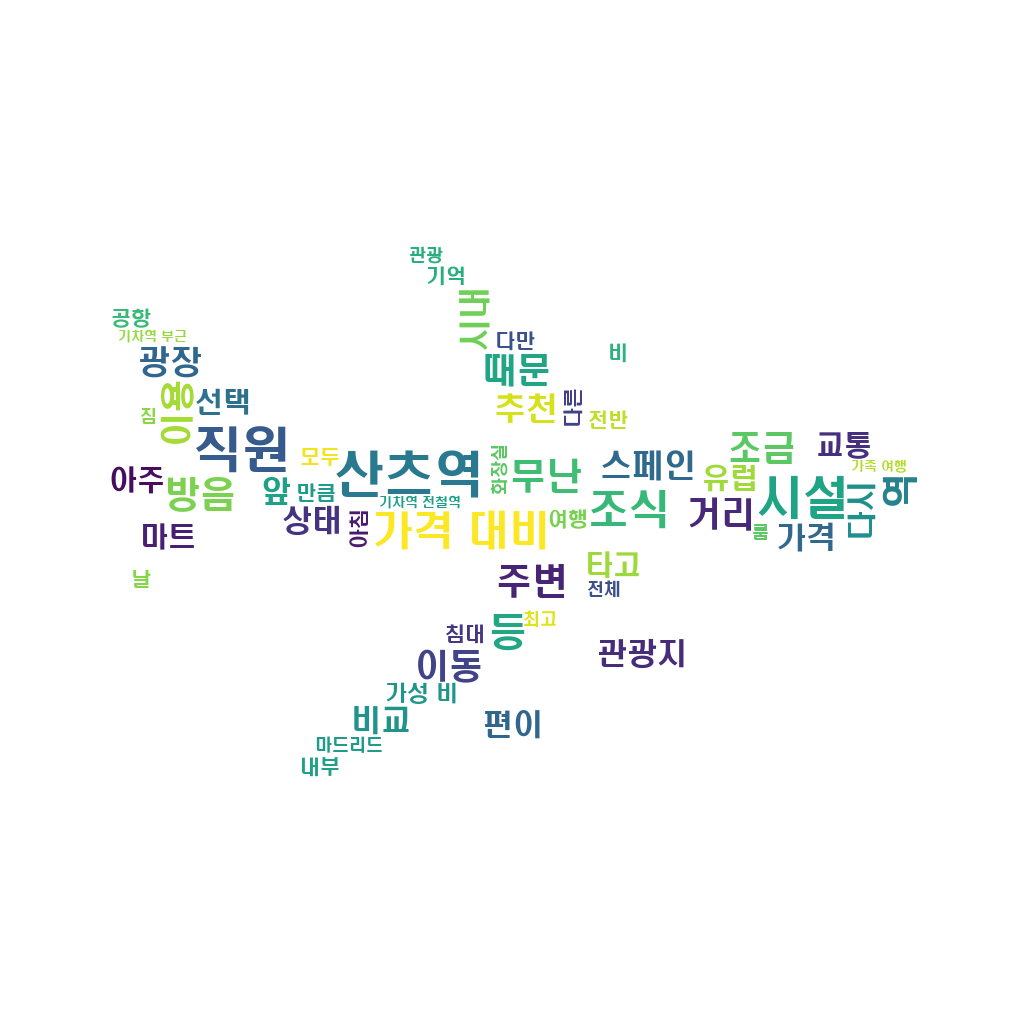 관광
기억
시내
공항
기차역 부근
다만
비
광장
때문
이용
선택
추천
다른
짐
전반
직원
모두
산츠역
화장실
무난
스페인
조금
교통
가족 여행
유럽
아주
방음
앞
만큼
기차역 전철역
조식
거리
시설
다시
역
상태
아침
가격 대비
여행
룸
가격
마트
날
주변
타고
전체
침대
등
최고
이동
관광지
가성 비
비교
편이
마드리드
내부